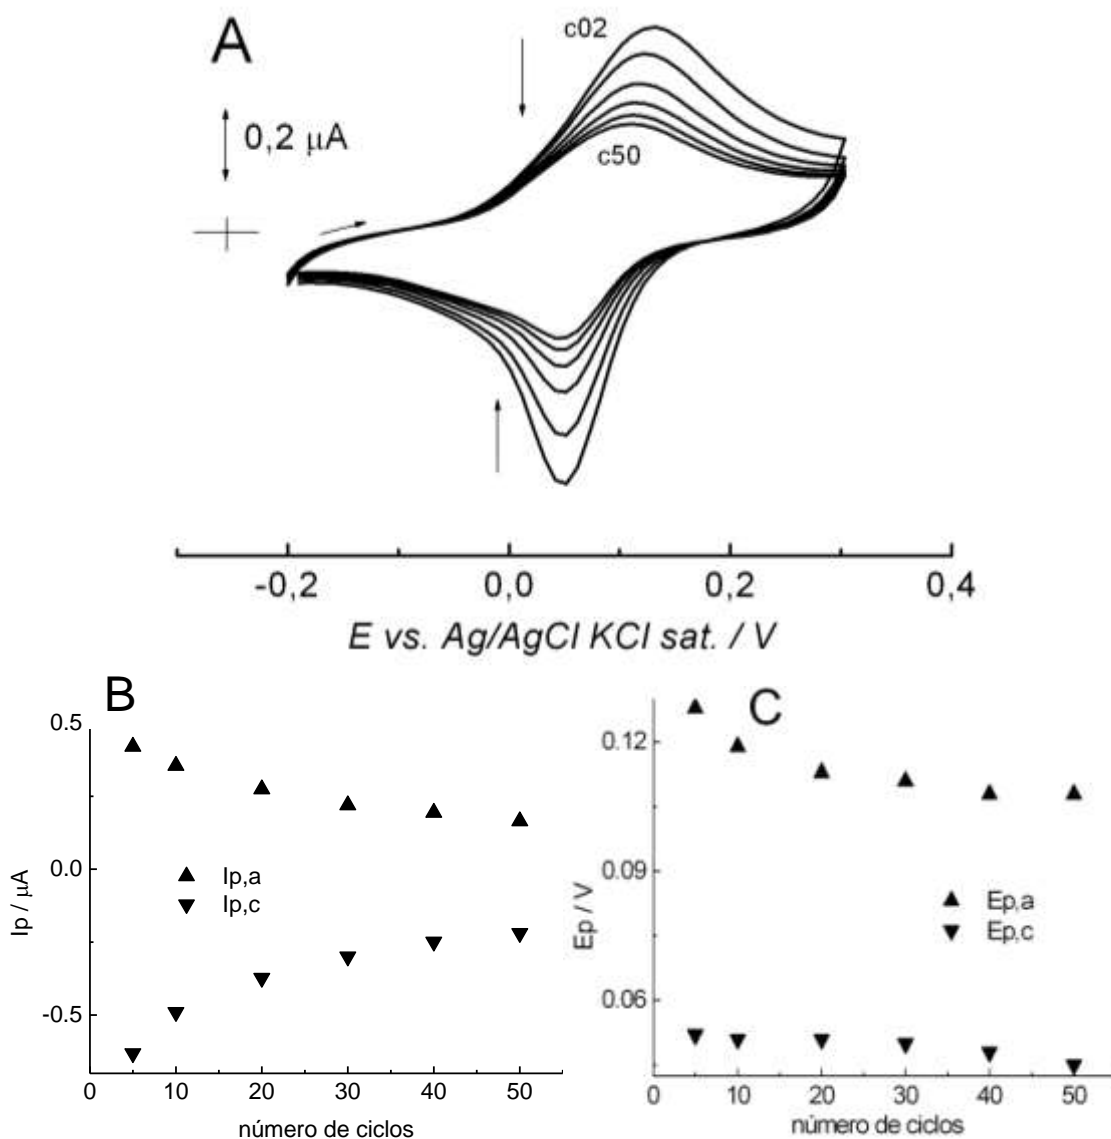 A
c02
0,2 µA
c50
-0,2 0,0 0,2 0,4
E vs. Ag/AgCl KCl sat. / V
B
0.5
0.0
-0.5
Ip / µA
Ip,a
Ip,c
0 10 20 30 40 50
número de ciclos
C
0.12
0.09
0.06
Ep / V
Ep,a
Ep,c
0 10 20 30 40 50
número de ciclos